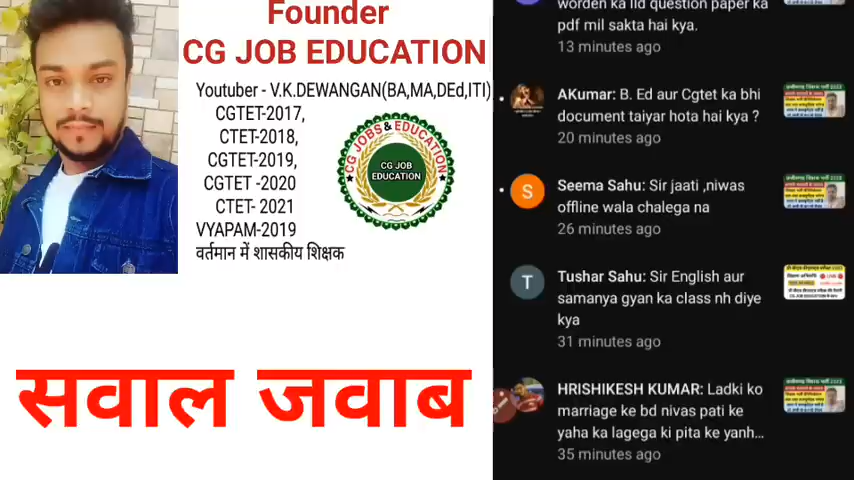 Founder
CG JOB EDUCATION
Youtuber - V.K.DEWANGAN(BA,MA,DEd,ITI)
CGTET-2017,
CTET-2018,
CGTET-2019,
CGTET -2020
CTET- 2021
VYAPAM-2019
वर्तमान में शासकीय शिक्षक
CG JOBS & EDUCATION
CG JOB
EDUCATION
सवाल जवाब
worden ka lld question paper ka
pdf mil sakta hai kya.
13 minutes ago
AKumar: B. Ed aur Cgtet ka bhi
document taiyar hota hai kya ?
20 minutes ago
S
Seema Sahu: Sir jaati ,niwas
offline wala chalega na
26 minutes ago
T
Tushar Sahu: Sir English aur
samanya gyan ka class nh diye
kya
31 minutes ago
HRISHIKESH KUMAR: Ladki ko
marriage ke bd nivas pati ke
yaha ka lagega ki pita ke yanh...
35 minutes ago